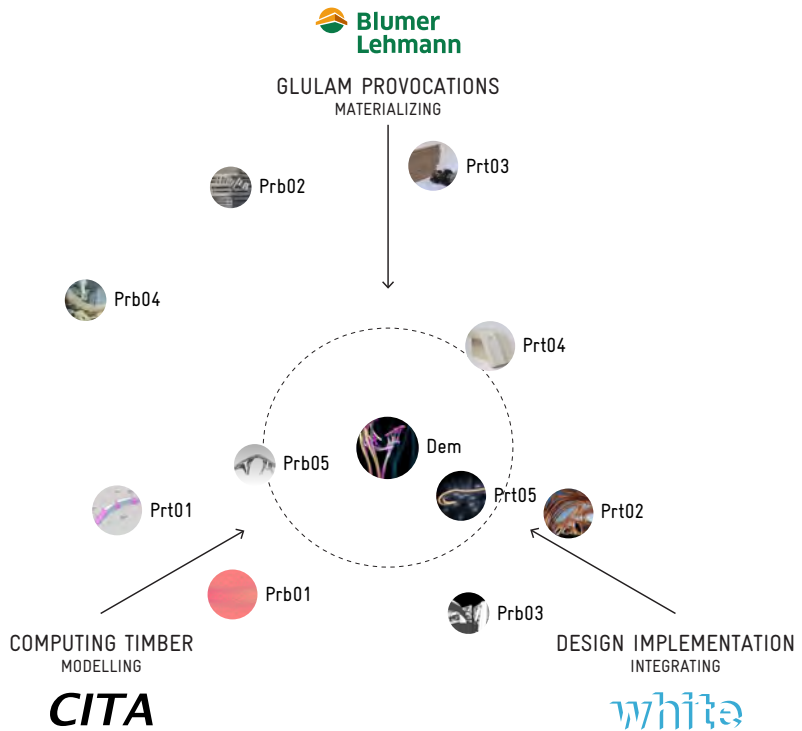 Blumer
Lehmann
GLULAM PROVOCATIONS
MATERIALIZING
Prt03
Prb02
Prb04
Prt04
Dem
Prb05
Prt05
Prt01
Prt02
Prb01
Prb03
COMPUTING TIMBER
MODELLING
CITA
DESIGN IMPLEMENTATION
INTEGRATING
white